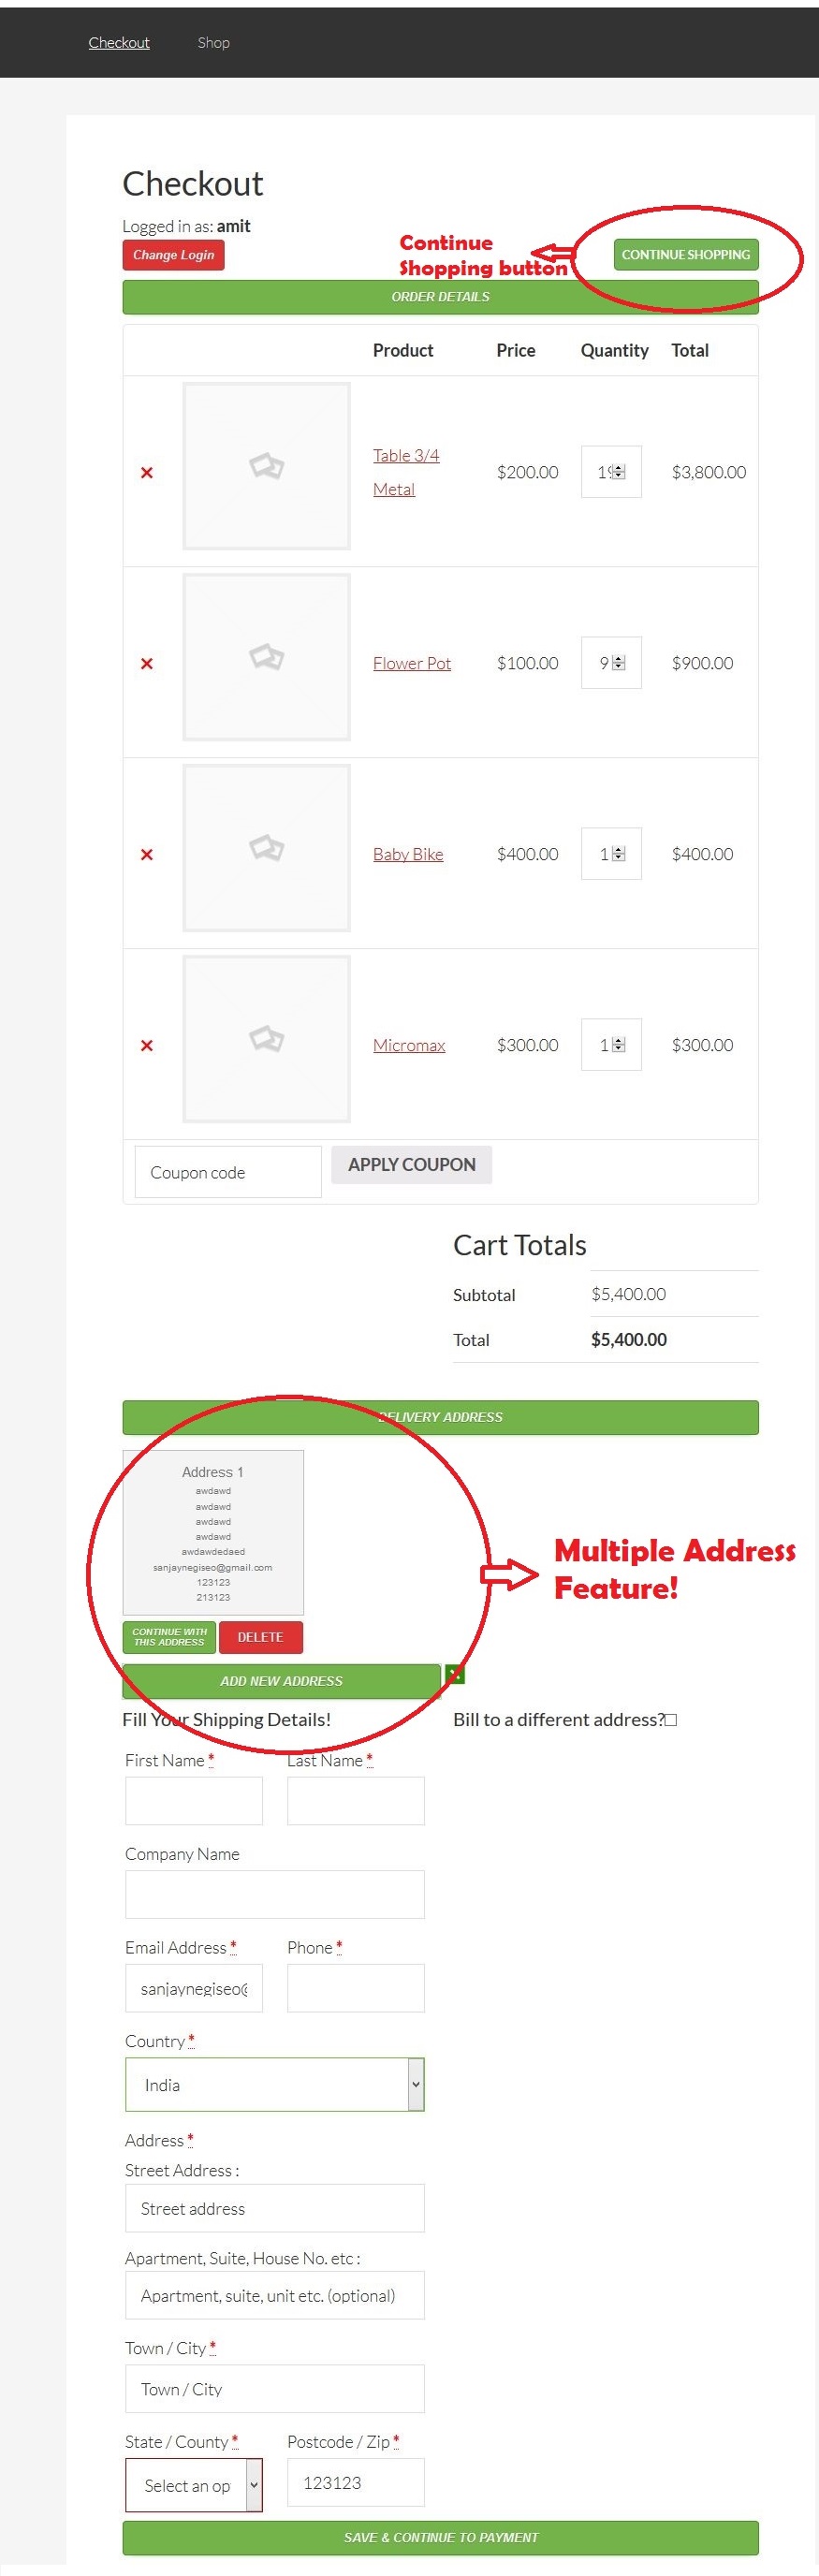 Checkout Shop
Checkout
Logged in as: amit
Change Login
Continue
Shopping button
CONTINUE SHOPPING
ORDER DETAILS
Product Price Quantity Total
× Table 3/4
Metal
$200.00 $3,800.00
× Flower Pot $100.00 9 $900.00
× Baby Bike $400.00 1 $400.00
× Micromax $300.00 1 $300.00
Coupon code APPLY COUPON
Cart Totals
Subtotal $5,400.00
Total $5,400.00
DELIVERY ADDRESS
Address 1
awdawd
awdawd
awdawd
awdawd
awdawdedaed
sanjaynegiseo@gmail.com
123123
213123
Multiple Address
Feature!
CONTINUE WITH
THIS ADDRESS
DELETE
ADD NEW ADDRESS
Fill Your Shipping Details! Bill to a different address?
First Name * Last Name *
Company Name
Email Address * Phone *
sanjaynegiseo@
Country *
India
Address *
Street Address :
Street address
Apartment, Suite, House No. etc :
Apartment, suite, unit etc. (optional)
Town / City *
Town / City
State / County * Postcode / Zip *
Select an op 123123
SAVE & CONTINUE TO PAYMENT